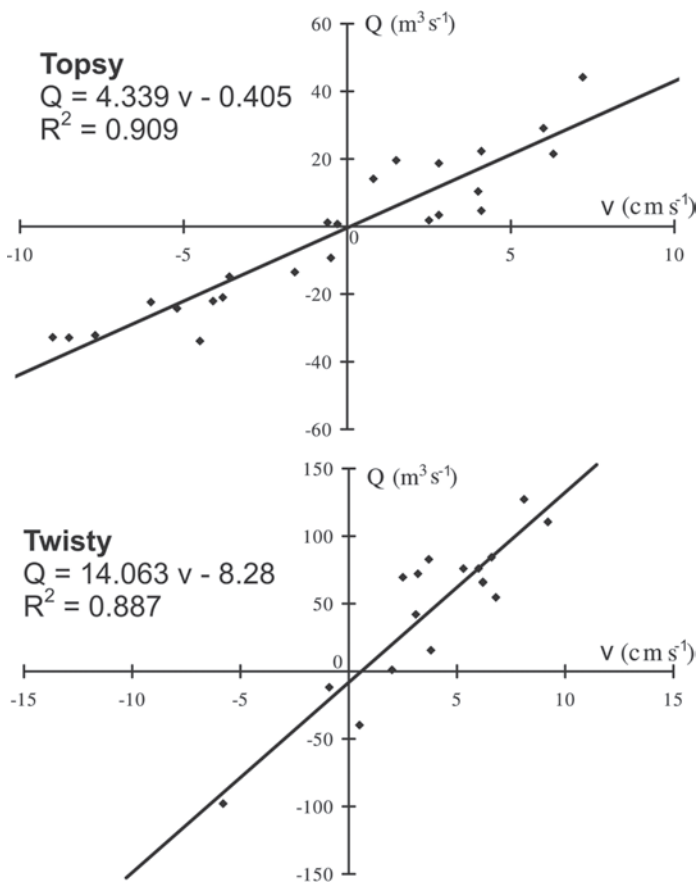 Q (m³ s⁻¹)
60
Topsy
Q = 4.339 v - 0.405
R² = 0.909
40
20
v (cm s⁻¹)
-10
-5
0
5
10
-20
-40
-60
150
Q (m³ s⁻¹)
100
Twisty
Q = 14.063 v - 8.28
R² = 0.887
50
0
v (cm s⁻¹)
-15
-10
-5
5
10
15
-50
-100
-150